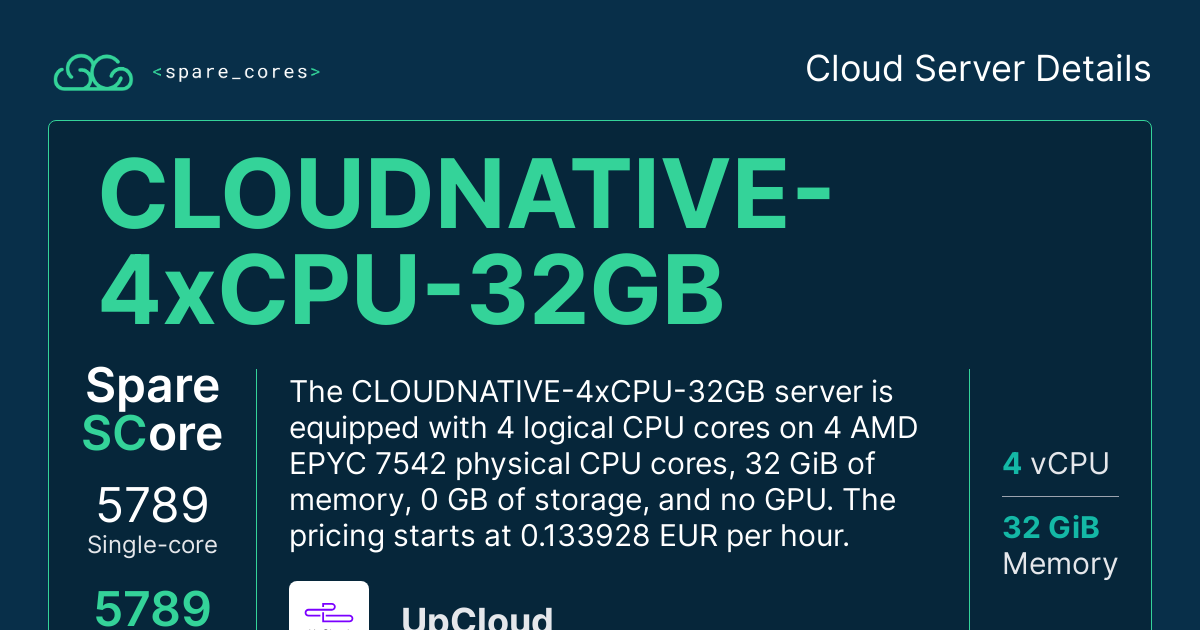 <spare_cores>
Cloud Server Details
CLOUDNATIVE-
4xCPU-32GB
Spare
SCore
5789
Single-core
5789
The CLOUDNATIVE-4xCPU-32GB server is
equipped with 4 logical CPU cores on 4 AMD
EPYC 7542 physical CPU cores, 32 GiB of
memory, 0 GB of storage, and no GPU. The
pricing starts at 0.133928 EUR per hour.
UpCloud
4 vCPU
32 GiB
Memory